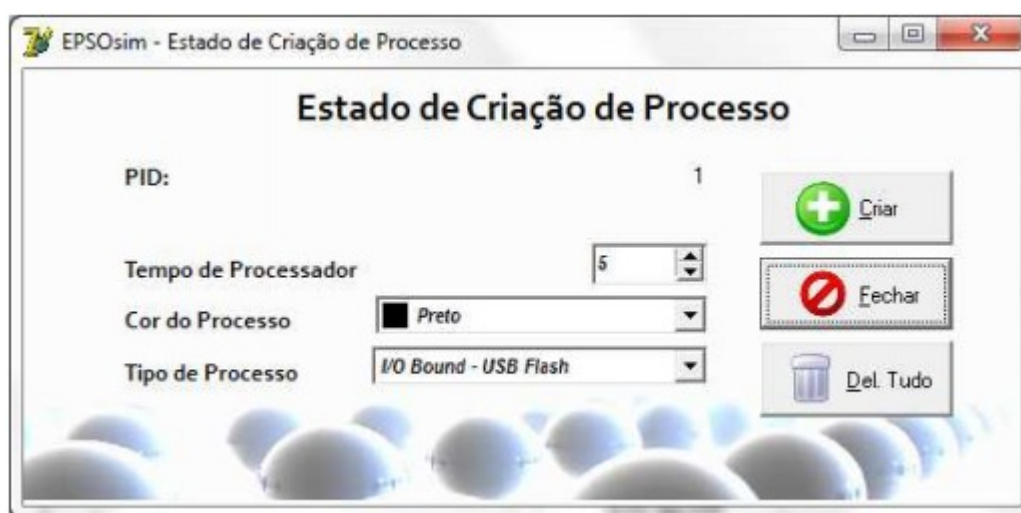 EPSOsim - Estado de Criação de Processo
Estado de Criação de Processo
PID: 1
Criar
Tempo de Processador 5
Fechar
Cor do Processo Preto
Tipo de Processo I/O Bound - USB Flash
Del. Tudo